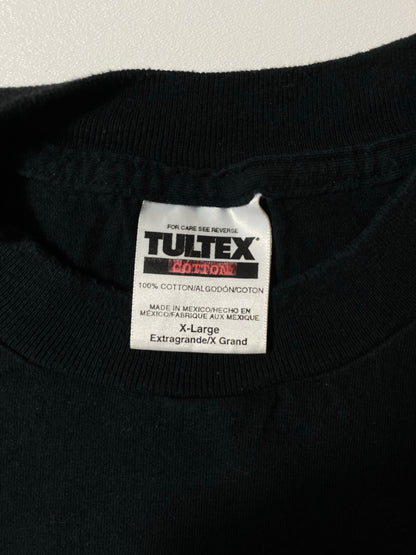 FOR CARE SEE REVERSE
TULTEX®
COTTON
100% COTTON/ALGODÓN/COTON
MADE IN MEXICO/HECHO EN
MÉXICO/FABRIQUE AUX MÉXIQUE
X-Large
Extragrande/X Grand